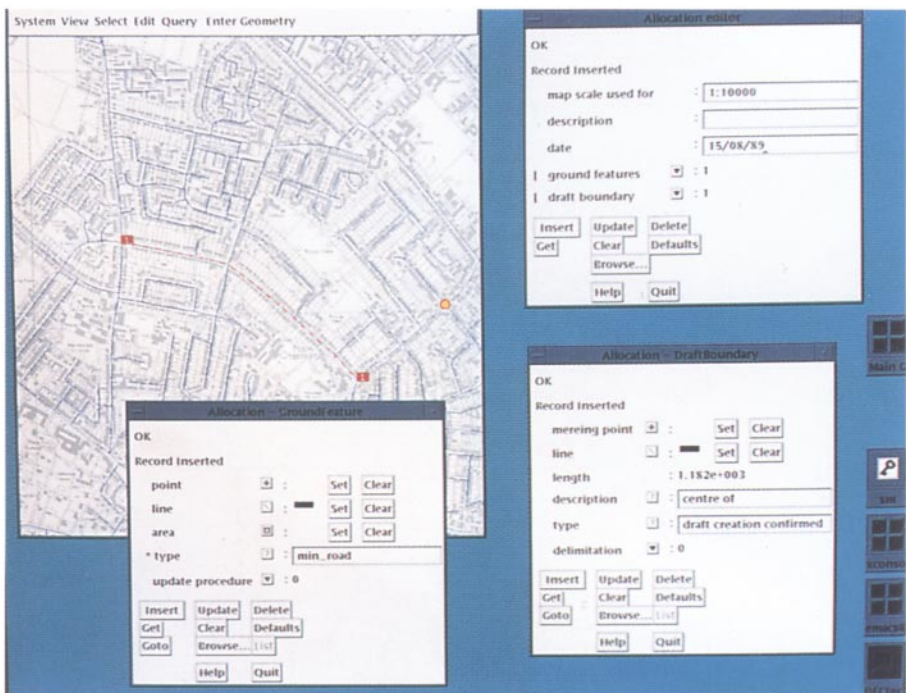 System View Select Edit Query Enter Geometry
1
1
Allocation editor
OK
Record Inserted
map scale used for : 1:10000
description :
date : 15/08/89
ground features : 1
draft boundary : 1
Insert Update Delete
Get Clear Defaults
Browse...
Help Quit
Allocation - GroundFeature
OK
Record Inserted
point + : Set Clear
line : Set Clear
area : Set Clear
* type ? : min_road
update procedure : 0
Insert Update Delete
Get Clear Defaults
Goto Browse... List
Help Quit
Allocation - DraftBoundary
OK
Record Inserted
mereing point + : Set Clear
line : Set Clear
length : 1.182e+003
description ? : centre of
type ? : draft creation confirmed
delimitation : 0
Insert Update Delete
Get Clear Defaults
Goto Browse... List
Help Quit
Main C